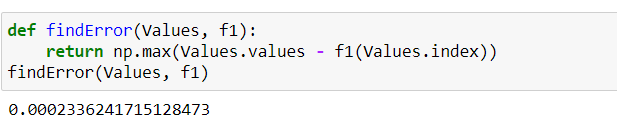 def findError(Values, f1):
    return np.max(Values.values - f1(Values.index))
findError(Values, f1)
0.0002336241715128473